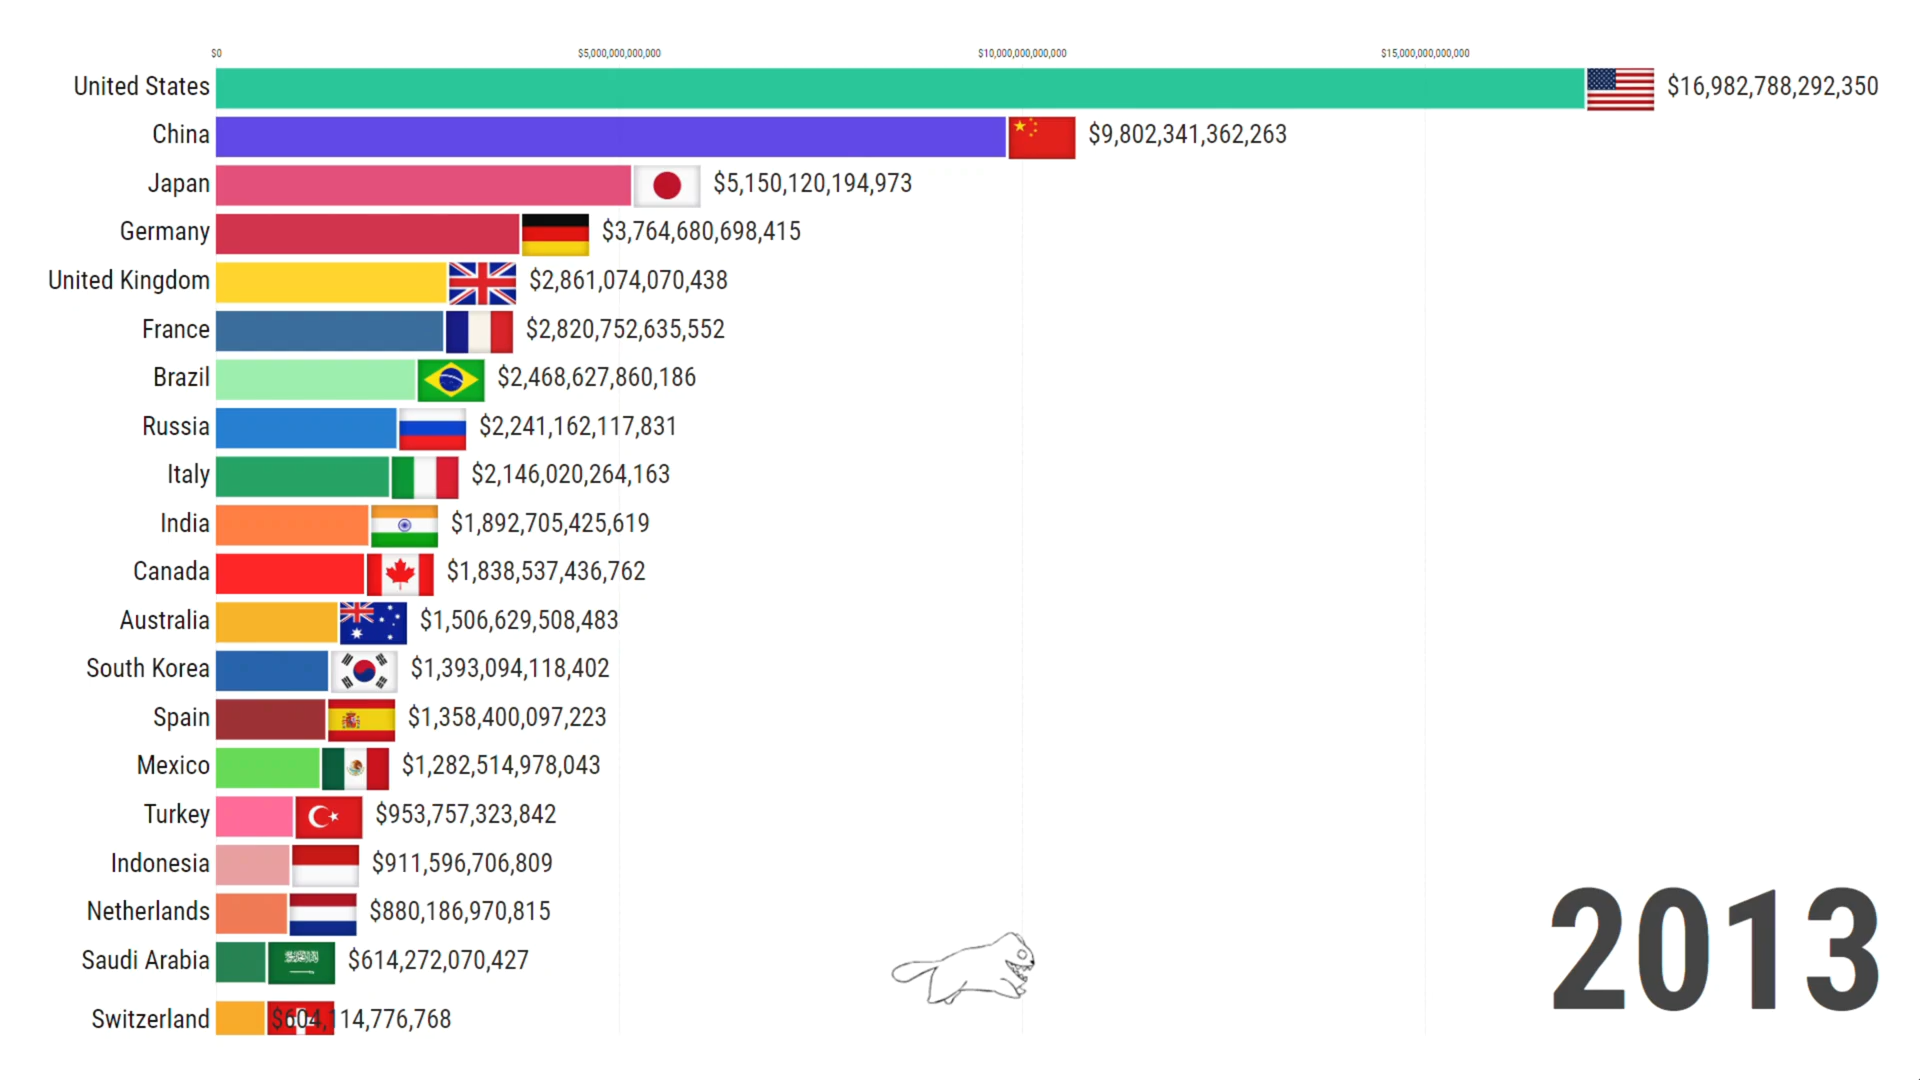 $0 $5,000,000,000,000 $10,000,000,000,000 $15,000,000,000,000
United States $16,982,788,292,350
China $9,802,341,362,263
Japan $5,150,120,194,973
Germany $3,764,680,698,415
United Kingdom $2,861,074,070,438
France $2,820,752,635,552
Brazil $2,468,627,860,186
Russia $2,241,162,117,831
Italy $2,146,020,264,163
India $1,892,705,425,619
Canada $1,838,537,436,762
Australia $1,506,629,508,483
South Korea $1,393,094,118,402
Spain $1,358,400,097,223
Mexico $1,282,514,978,043
Turkey $953,757,323,842
Indonesia $911,596,706,809
Netherlands $880,186,970,815
Saudi Arabia $614,272,070,427
Switzerland $604,114,776,768
2013